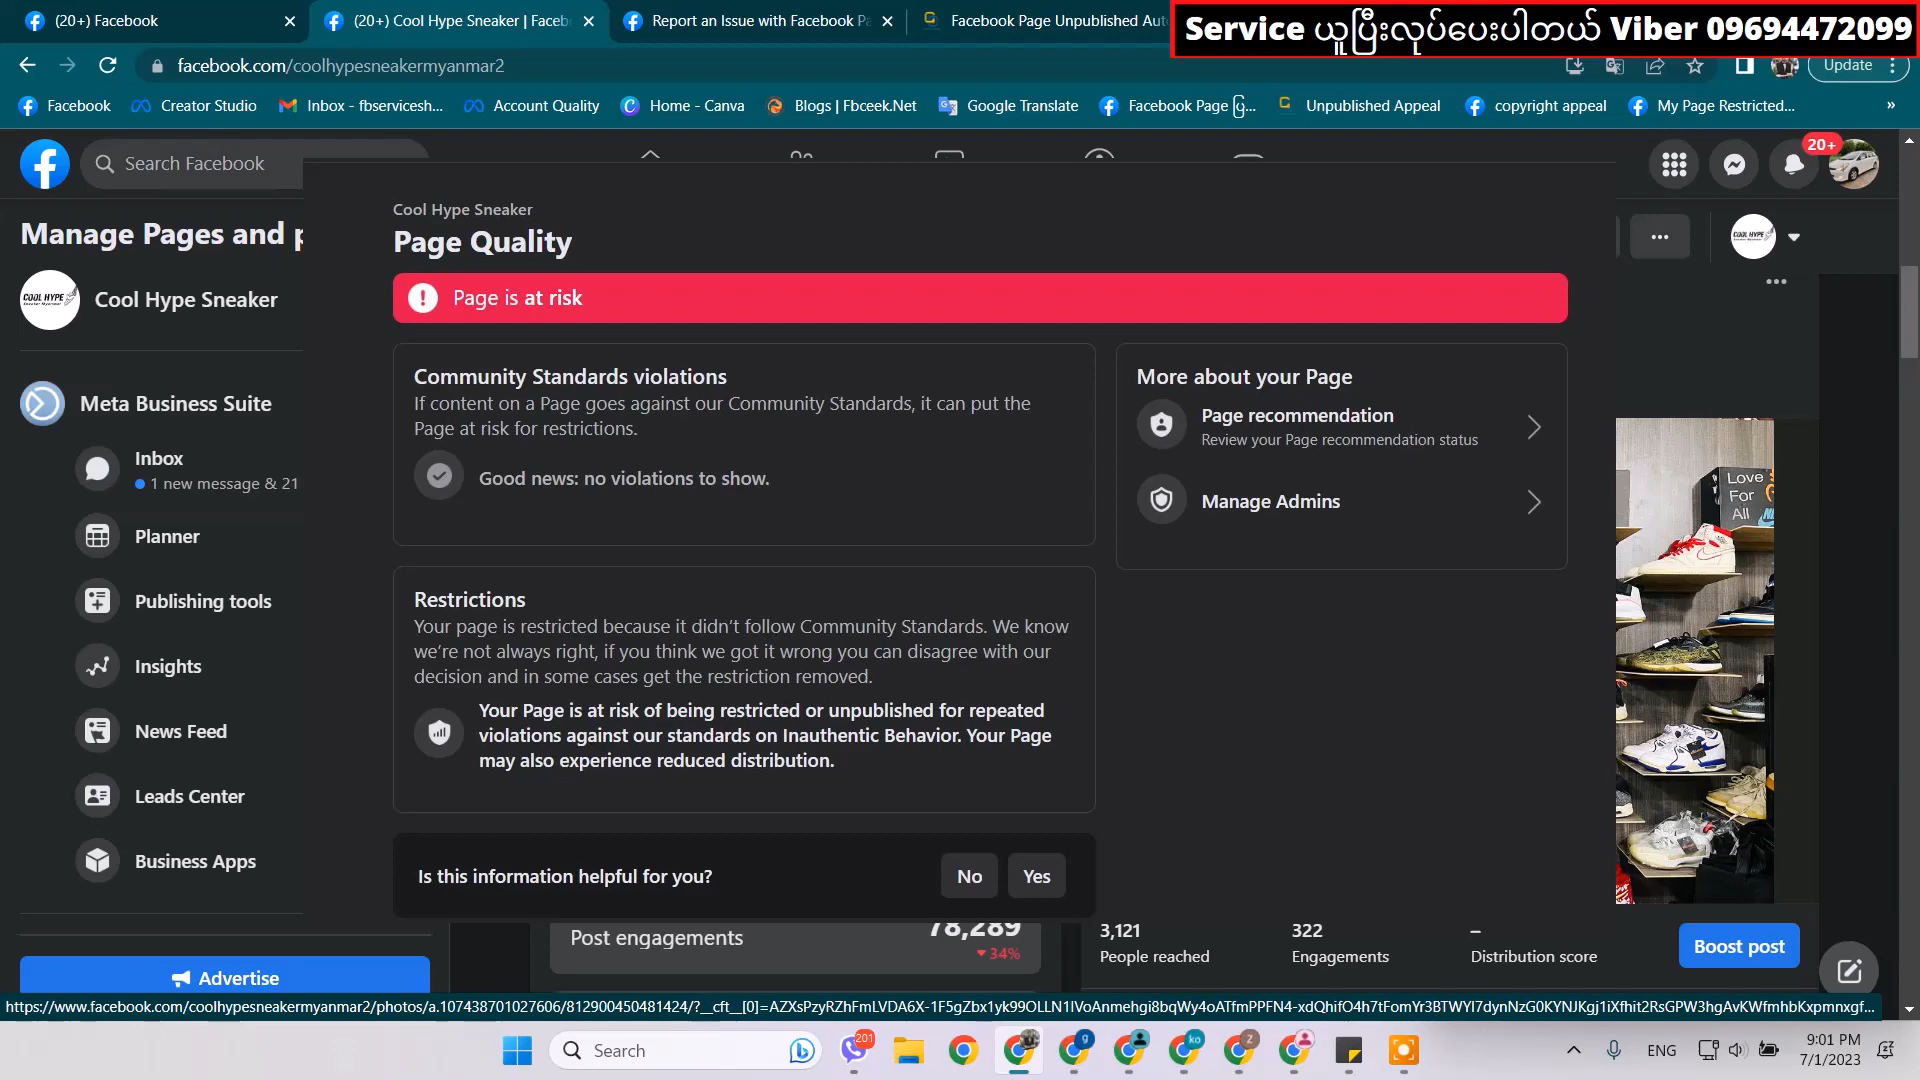 (20+) Facebook
(20+) Cool Hype Sneaker | Faceb
Report an Issue with Facebook Pa
Facebook Page Unpublished Aut
Service ယူပြီးလုပ်ပေးပါတယ် Viber 09694472099
facebook.com/coolhypesneakermyanmar2
Update
Facebook
Creator Studio
Inbox - fbservicesh...
Account Quality
Home - Canva
Blogs | Fbceek.Net
Google Translate
Facebook Page ပြ...
Unpublished Appeal
copyright appeal
My Page Restricted...
»
Search Facebook
20+
Manage Pages and p
Cool Hype Sneaker
Meta Business Suite
Inbox
1 new message & 21
Planner
Publishing tools
Insights
News Feed
Leads Center
Business Apps
Advertise
Cool Hype Sneaker
Page Quality
Page is at risk
Community Standards violations
If content on a Page goes against our Community Standards, it can put the
Page at risk for restrictions.
Good news: no violations to show.
Restrictions
Your page is restricted because it didn’t follow Community Standards. We know
we’re not always right, if you think we got it wrong you can disagree with our
decision and in some cases get the restriction removed.
Your Page is at risk of being restricted or unpublished for repeated
violations against our standards on Inauthentic Behavior. Your Page
may also experience reduced distribution.
Is this information helpful for you?
No
Yes
More about your Page
Page recommendation
Review your Page recommendation status
Manage Admins
COOL HYPE
COOL HYPE
Love
For
All
Post engagements
78,289
34%
3,121
People reached
322
Engagements
–
Distribution score
Boost post
Search
201
ENG
9:01 PM
7/1/2023